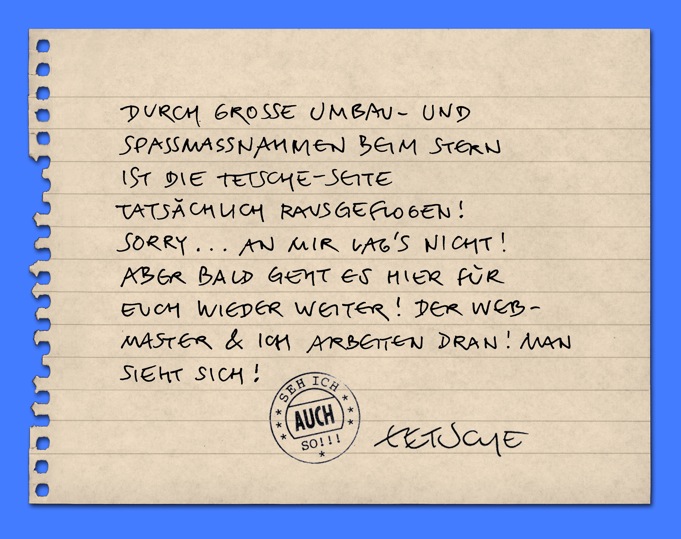 DURCH GROSSE UMBAU- UND
SPASSMASSNAHMEN BEIM STERN
IST DIE TETSCHE-SEITE
TATSÄCHLICH RAUSGEFLOGEN!
SORRY... AN MIR LAG'S NICHT!
ABER BALD GEHT ES HIER FÜR
EUCH WIEDER WEITER! DER WEB-
MASTER & ICH ARBEITEN DRAN! MAN
SIEHT SICH!
SEH ICH
AUCH
SO!!!
TETSCHE